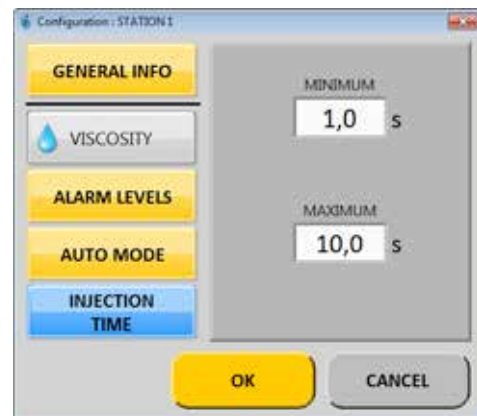 Configuration : STATION 1
GENERAL INFO
VISCOSITY
ALARM LEVELS
AUTO MODE
INJECTION
TIME
MINIMUM
1,0 s
MAXIMUM
10,0 s
OK
CANCEL